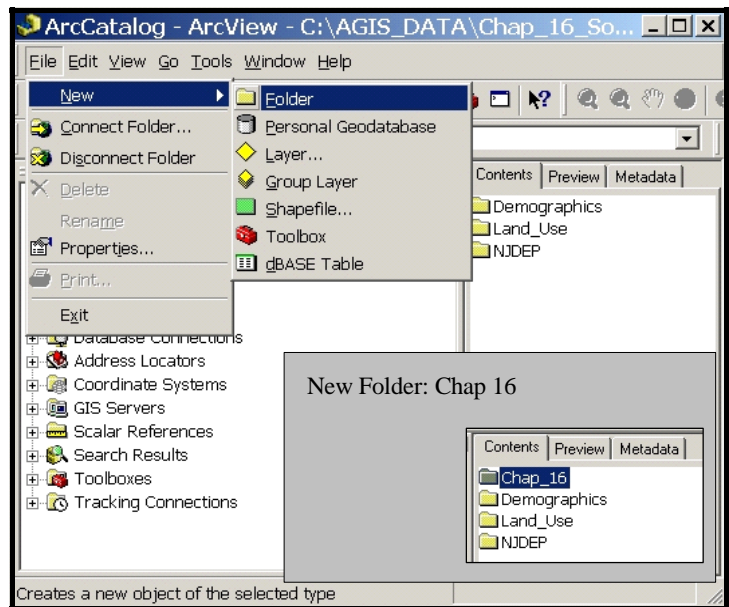 ArcCatalog - ArcView - C:\AGIS_DATA\Chap_16_So...
File Edit View Go Tools Window Help
New
Connect Folder...
Disconnect Folder
Delete
Rename
Properties...
Print...
Exit
Folder
Personal Geodatabase
Layer...
Group Layer
Shapefile...
Toolbox
dBASE Table
Contents Preview Metadata
Demographics
Land_Use
NJDEP
Database Connections
Address Locators
Coordinate Systems
GIS Servers
Scalar References
Search Results
Toolboxes
Tracking Connections
New Folder: Chap 16
Contents Preview Metadata
Chap_16
Demographics
Land_Use
NJDEP
Creates a new object of the selected type